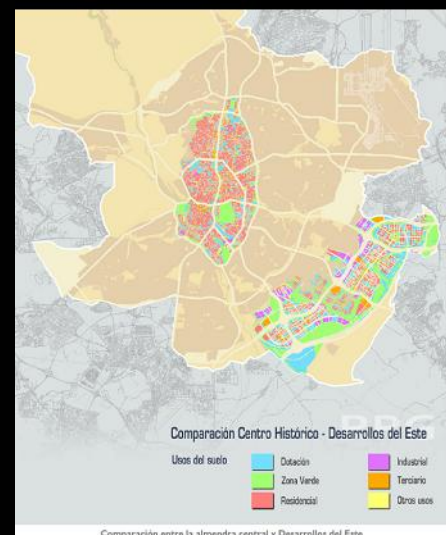 Comparación Centro Histórico - Desarrollos del Este
Usos del suelo
Dotación
Industrial
Zona Verde
Terciario
Residencial
Otros usos
Comparación entre la almendra central y Desarrollos del Este